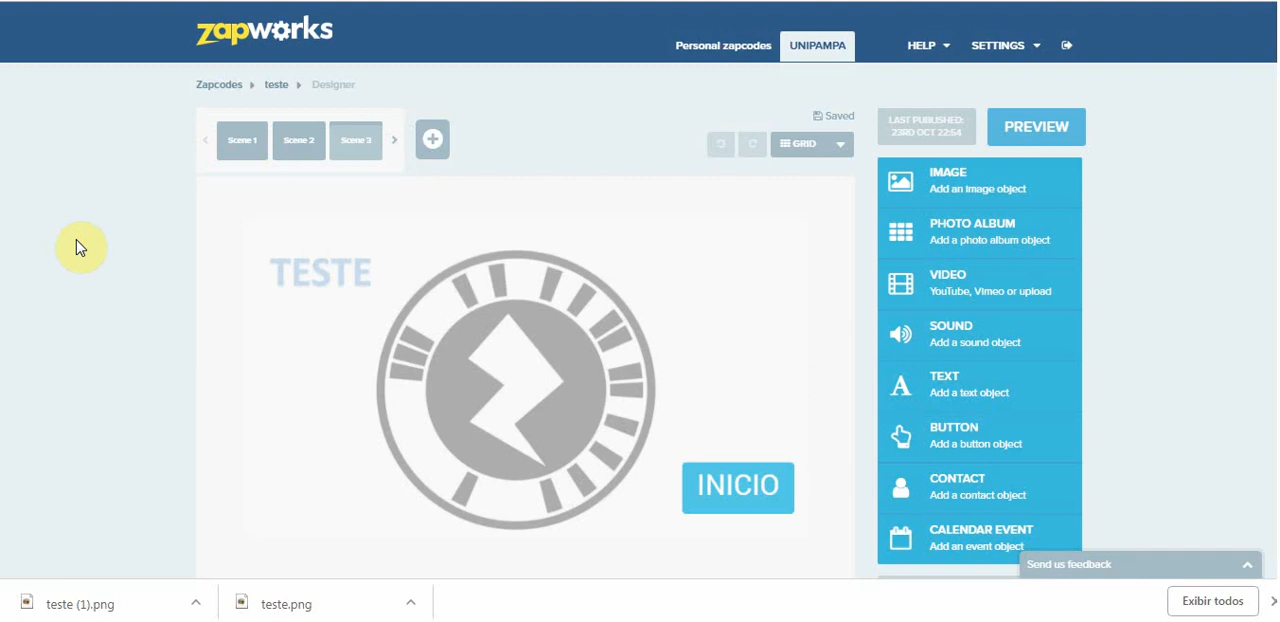 zapworks
Personal zapcodes
UNIPAMPA
HELP
SETTINGS
Zapcodes
teste
Designer
Scene 1
Scene 2
Scene 3
Saved
GRID
LAST PUBLISHED:
23RD OCT 22:54
PREVIEW
TESTE
INICIO
IMAGE
Add an image object
PHOTO ALBUM
Add a photo album object
VIDEO
YouTube, Vimeo or upload
SOUND
Add a sound object
A
TEXT
Add a text object
BUTTON
Add a button object
CONTACT
Add a contact object
CALENDAR EVENT
Add an event object
Send us feedback
teste (1).png
teste.png
Exibir todos